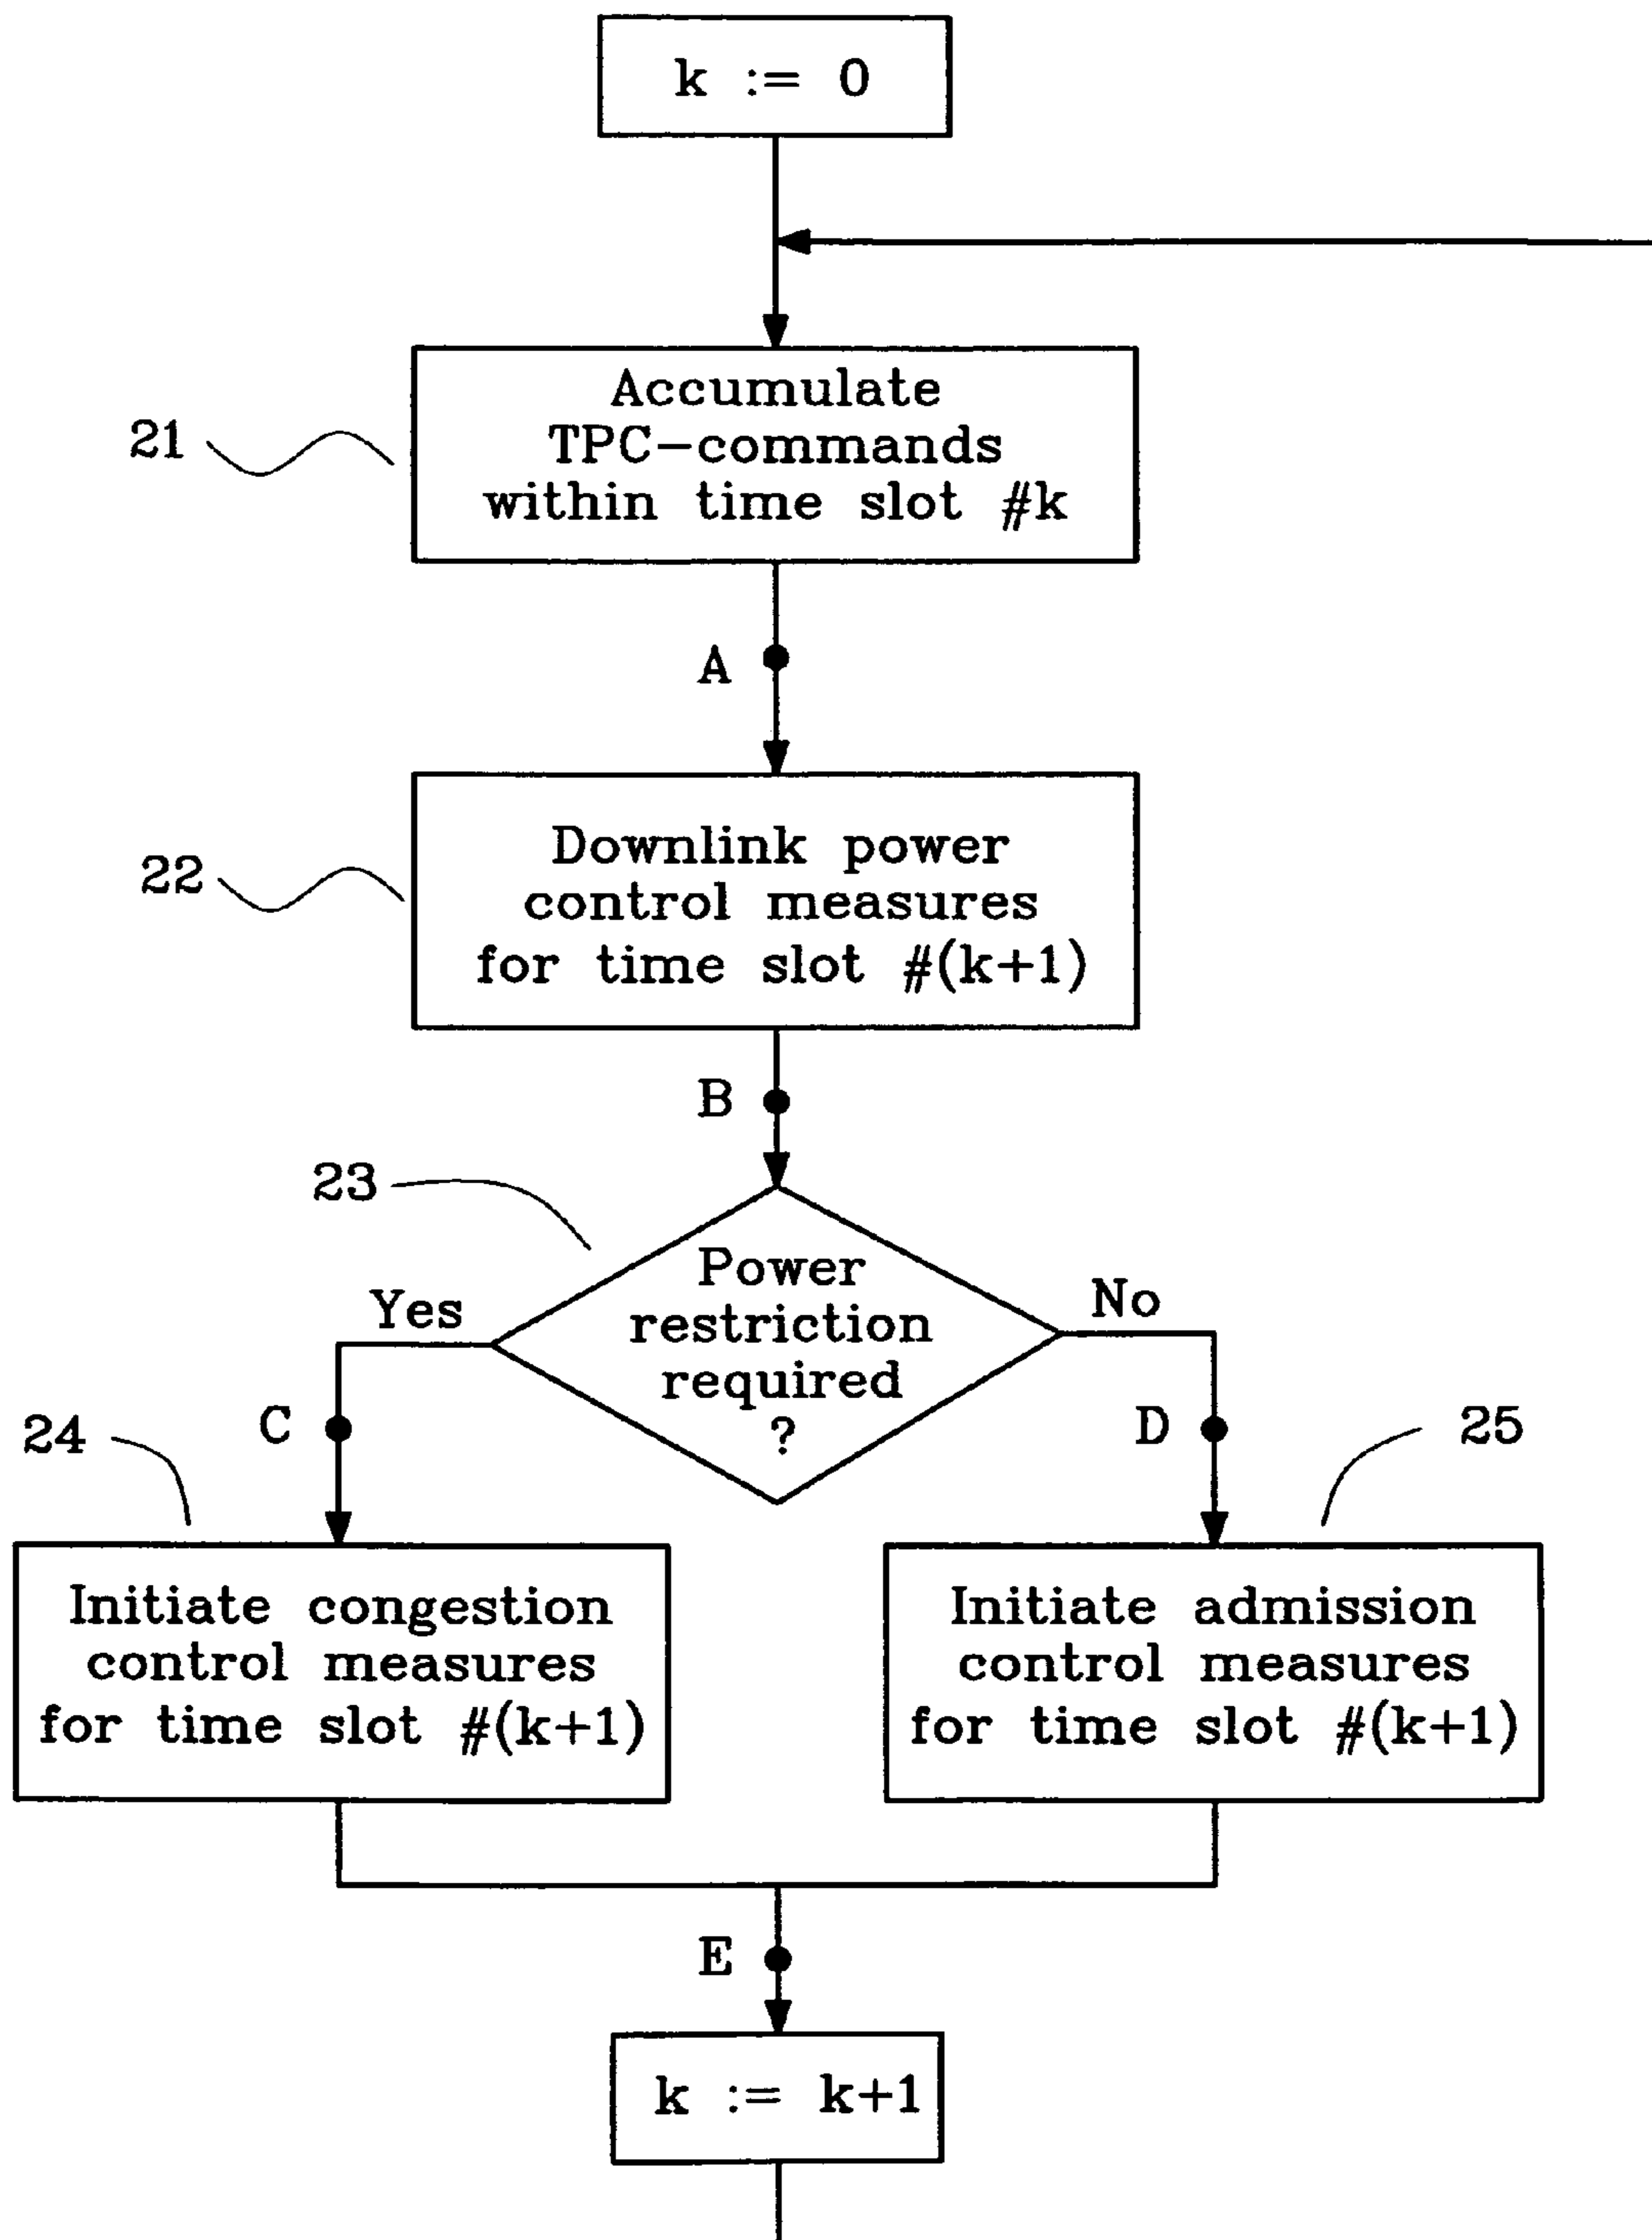 k := 0
Accumulate
TPC-commands
within time slot #k
21
A
Downlink power
control measures
for time slot #(k+1)
22
B
23
Power
restriction
required
?
Yes
No
C
D
24
25
Initiate congestion
control measures
for time slot #(k+1)
Initiate admission
control measures
for time slot #(k+1)
E
k := k+1